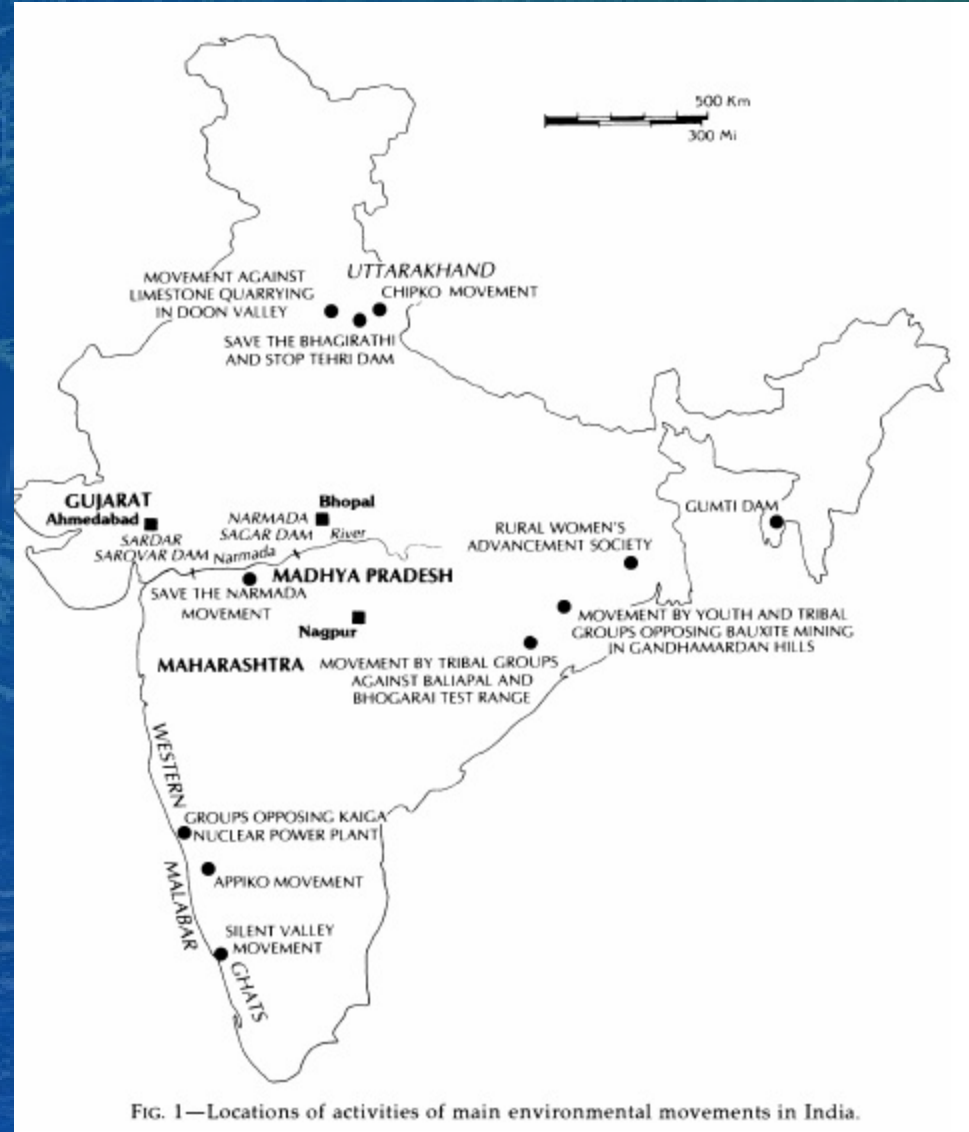 500 Km
300 Mi
UTTARAKHAND
MOVEMENT AGAINST
LIMESTONE QUARRYING
IN DOON VALLEY
CHIPKO MOVEMENT
SAVE THE BHAGIRATHI
AND STOP TEHRI DAM
GUJARAT
Ahmedabad
SARDAR
SAROVAR DAM
Narmada
River
NARMADA
SAGAR DAM
Bhopal
SAVE THE NARMADA
MOVEMENT
MADHYA PRADESH
Nagpur
MAHARASHTRA
RURAL WOMEN'S
ADVANCEMENT SOCIETY
GUMTI DAM
MOVEMENT BY YOUTH AND TRIBAL
GROUPS OPPOSING BAUXITE MINING
IN GANDHAMARDAN HILLS
MOVEMENT BY TRIBAL GROUPS
AGAINST BALIAPAL AND
BHOGARAI TEST RANGE
WESTERN
GHATS
MALABAR
GROUPS OPPOSING KAIGA
NUCLEAR POWER PLANT
APPIKO MOVEMENT
SILENT VALLEY
MOVEMENT
FIG. 1—Locations of activities of main environmental movements in India.